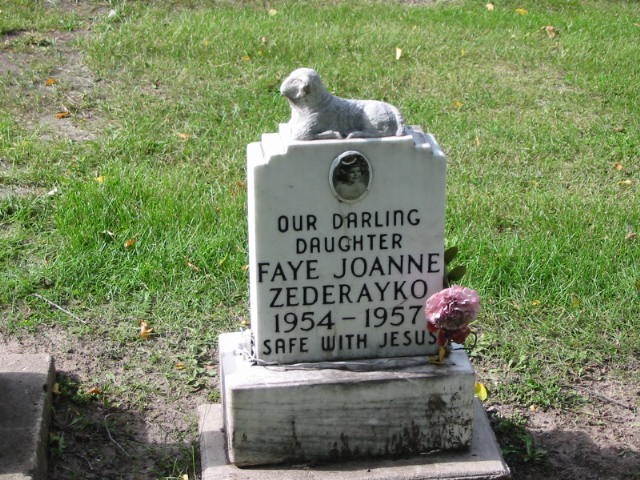 OUR DARLING
DAUGHTER
FAYE JOANNE
ZEDERAYKO
1954-1957
SAFE WITH JESUS